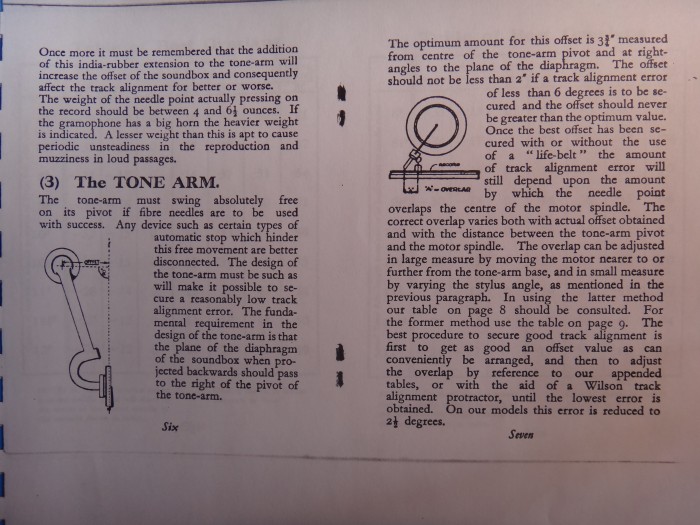 Once more it must be remembered that the addition
of this india-rubber extension to the tone-arm will
increase the offset of the soundbox and consequently
affect the track alignment for better or worse.
The weight of the needle point actually pressing on
the record should be between 4 and 6½ ounces. If
the gramophone has a big horn the heavier weight
is indicated. A lesser weight than this is apt to cause
periodic unsteadiness in the reproduction and
muzziness in loud passages.
(3) The TONE ARM.
The tone-arm must swing absolutely free
on its pivot if fibre needles are to be used
with success. Any device such as certain types of
automatic stop which hinder
this free movement are better
disconnected. The design of
the tone-arm must be such as
will make it possible to se-
cure a reasonably low track
alignment error. The funda-
mental requirement in the
design of the tone-arm is that
the plane of the diaphragm
of the soundbox when pro-
jected backwards should pass
to the right of the pivot of
the tone-arm.
Six
The optimum amount for this offset is 3¾" measured
from centre of the tone-arm pivot and at right-
angles to the plane of the diaphragm. The offset
should not be less than 2" if a track alignment error
of less than 6 degrees is to be se-
cured and the offset should never
be greater than the optimum value.
Once the best offset has been se-
cured with or without the use
of a "life-belt" the amount
of track alignment error will
still depend upon the amount
by which the needle point
RECORD
OVERLAP
overlaps the centre of the motor spindle. The
correct overlap varies both with actual offset obtained
and with the distance between the tone-arm pivot
and the motor spindle. The overlap can be adjusted
in large measure by moving the motor nearer to or
further from the tone-arm base, and in small measure
by varying the stylus angle, as mentioned in the
previous paragraph. In using the latter method
our table on page 8 should be consulted. For
the former method use the table on page 9. The
best procedure to secure good track alignment is
first to get as good an offset value as can
conveniently be arranged, and then to adjust
the overlap by reference to our appended
tables, or with the aid of a Wilson track
alignment protractor, until the lowest error is
obtained. On our models this error is reduced to
2½ degrees.
Seven